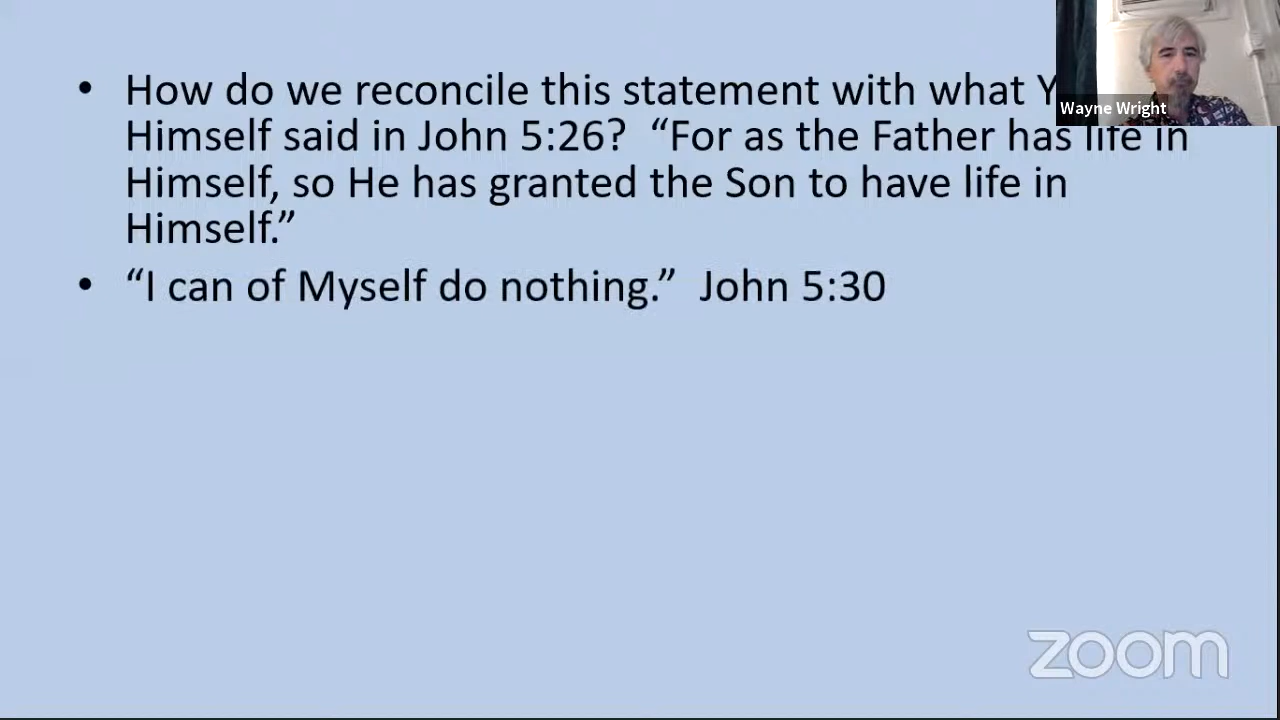 • How do we reconcile this statement with what Y
Himself said in John 5:26?  “For as the Father has life in
Himself, so He has granted the Son to have life in
Himself.”
• “I can of Myself do nothing.”  John 5:30
Wayne Wright
zoom